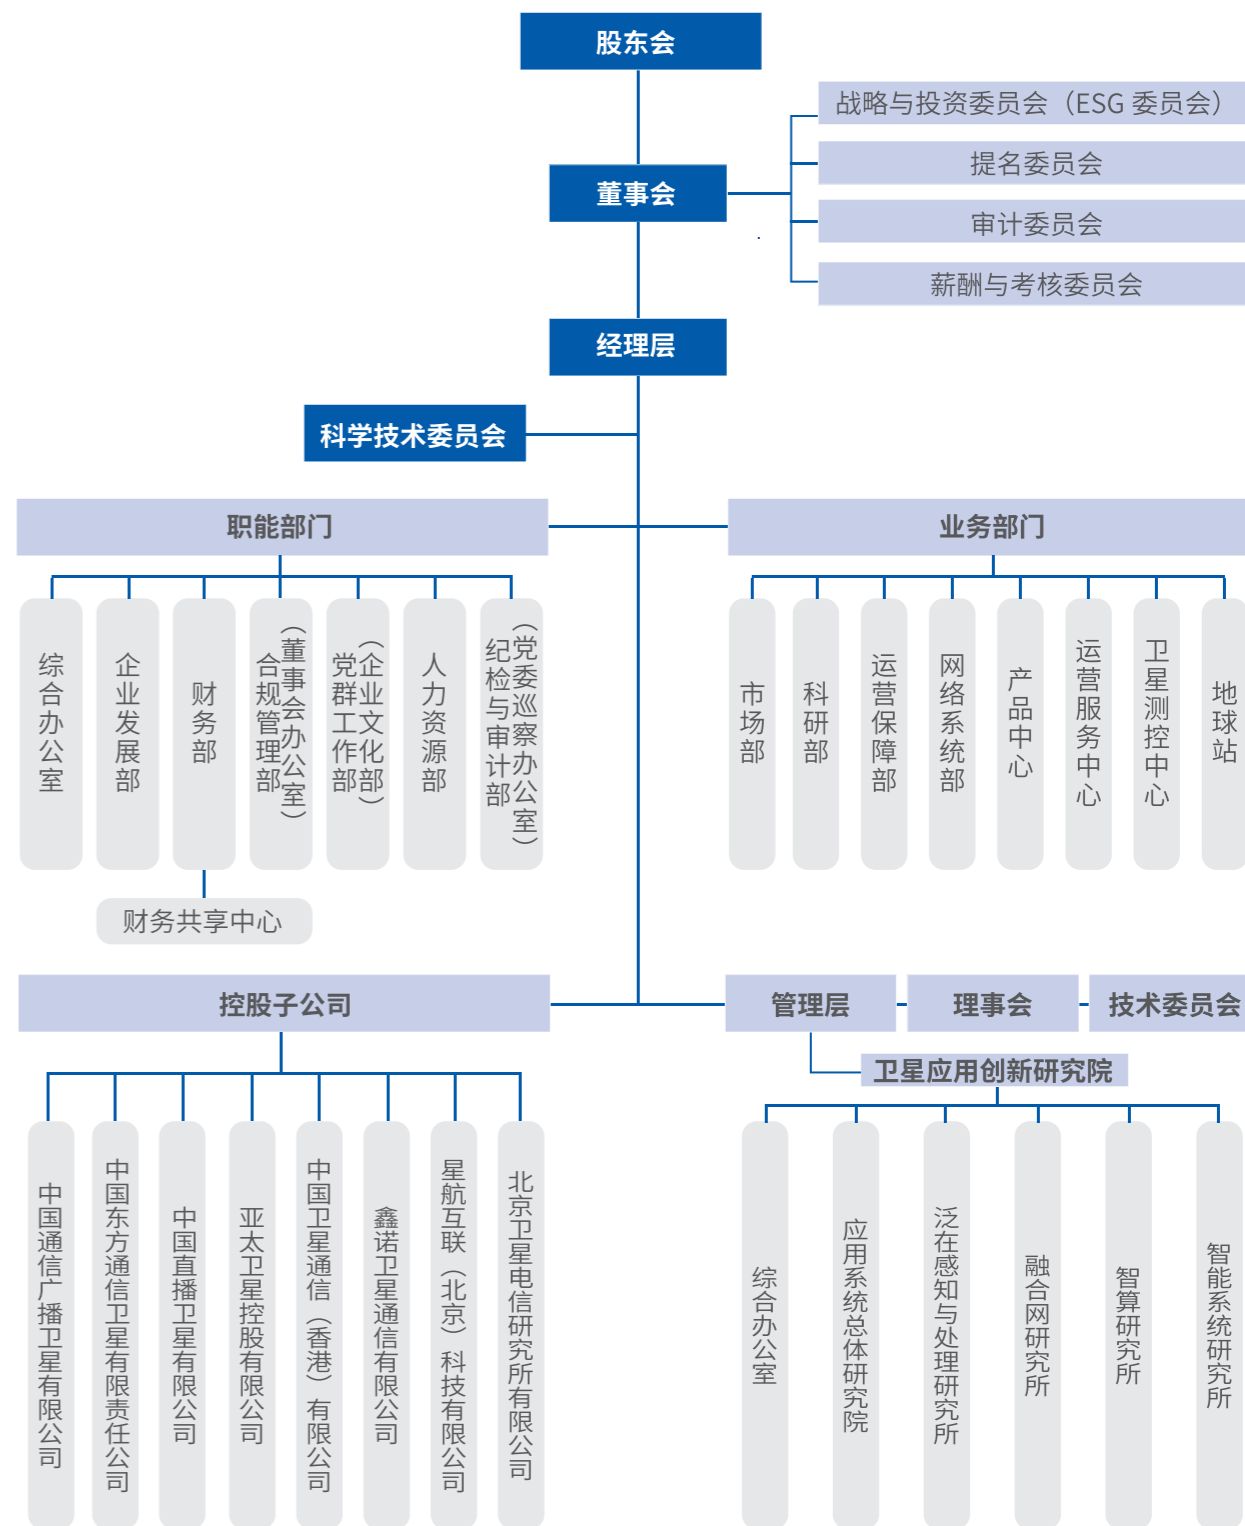 股东会
战略与投资委员会（ESG 委员会）
提名委员会
董事会
审计委员会
薪酬与考核委员会
经理层
科学技术委员会
职能部门
业务部门
综合办公室
企业发展部
财务部
合规管理部
（董事会办公室）
党群工作部
（企业文化部）
人力资源部
纪检与审计部
（党委巡察办公室）
市场部
科研部
运营保障部
网络系统部
产品中心
运营服务中心
卫星测控中心
地球站
财务共享中心
控股子公司
管理层
理事会
技术委员会
卫星应用创新研究院
中国通信广播卫星有限公司
中国东方通信卫星有限责任公司
中国直播卫星有限公司
亚太卫星控股有限公司
中国卫星通信（香港）有限公司
鑫诺卫星通信有限公司
星航互联（北京）科技有限公司
北京卫星电信研究所有限公司
综合办公室
应用系统总体研究院
泛在感知与处理研究所
融合网研究所
智算研究所
智能系统研究所